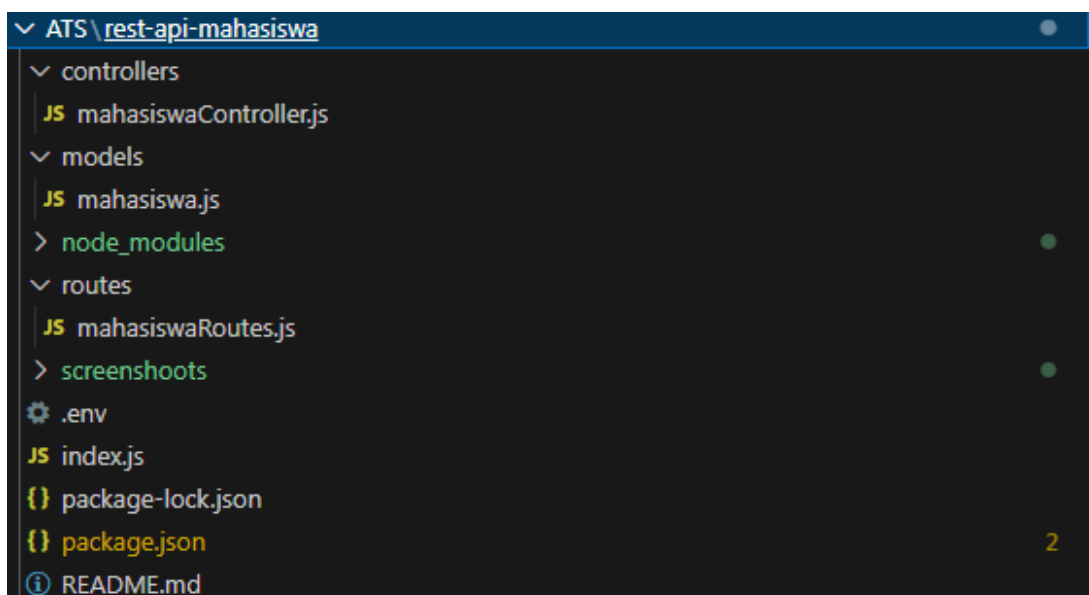 ATS\rest-api-mahasiswa
controllers
JS mahasiswaController.js
models
JS mahasiswa.js
node_modules
routes
JS mahasiswaRoutes.js
screenshoots
.env
JS index.js
{} package-lock.json
{} package.json 2
README.md